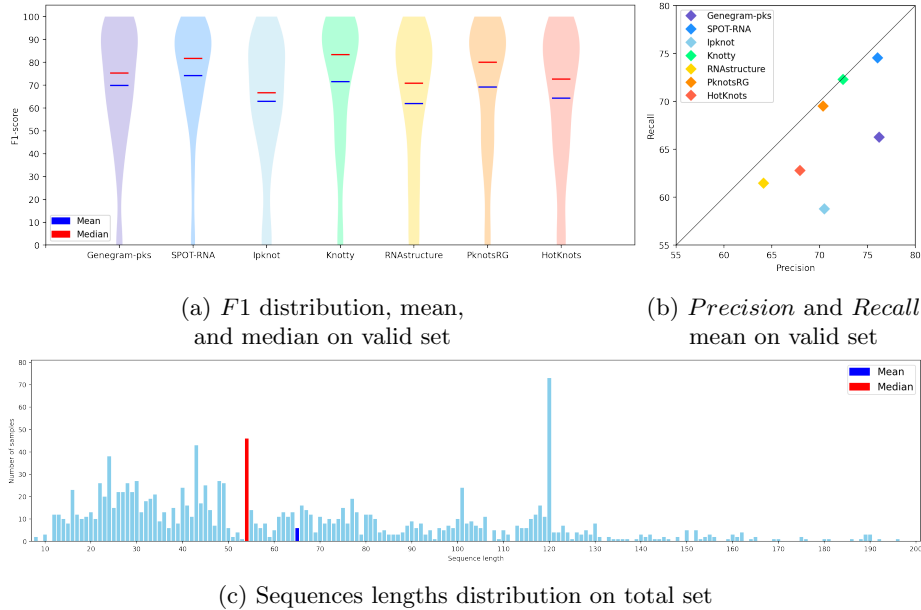 100
90
80
70
60
50
40
30
20
10
0
F1-score
Mean
Median
Genegram-pks SPOT-RNA Ipknot Knotty RNAstructure PknotsRG HotKnots
80
75
70
65
60
55
Recall
Genegram-pks
SPOT-RNA
Ipknot
Knotty
RNAstructure
PknotsRG
HotKnots
55 60 65 70 75 80
Precision
(a) F1 distribution, mean,
and median on valid set
(b) Precision and Recall
mean on valid set
80
70
60
50
40
30
20
10
0
Number of samples
Mean
Median
10 20 30 40 50 60 70 80 90 100 110 120 130 140 150 160 170 180 190 200
Sequence length
(c) Sequences lengths distribution on total set